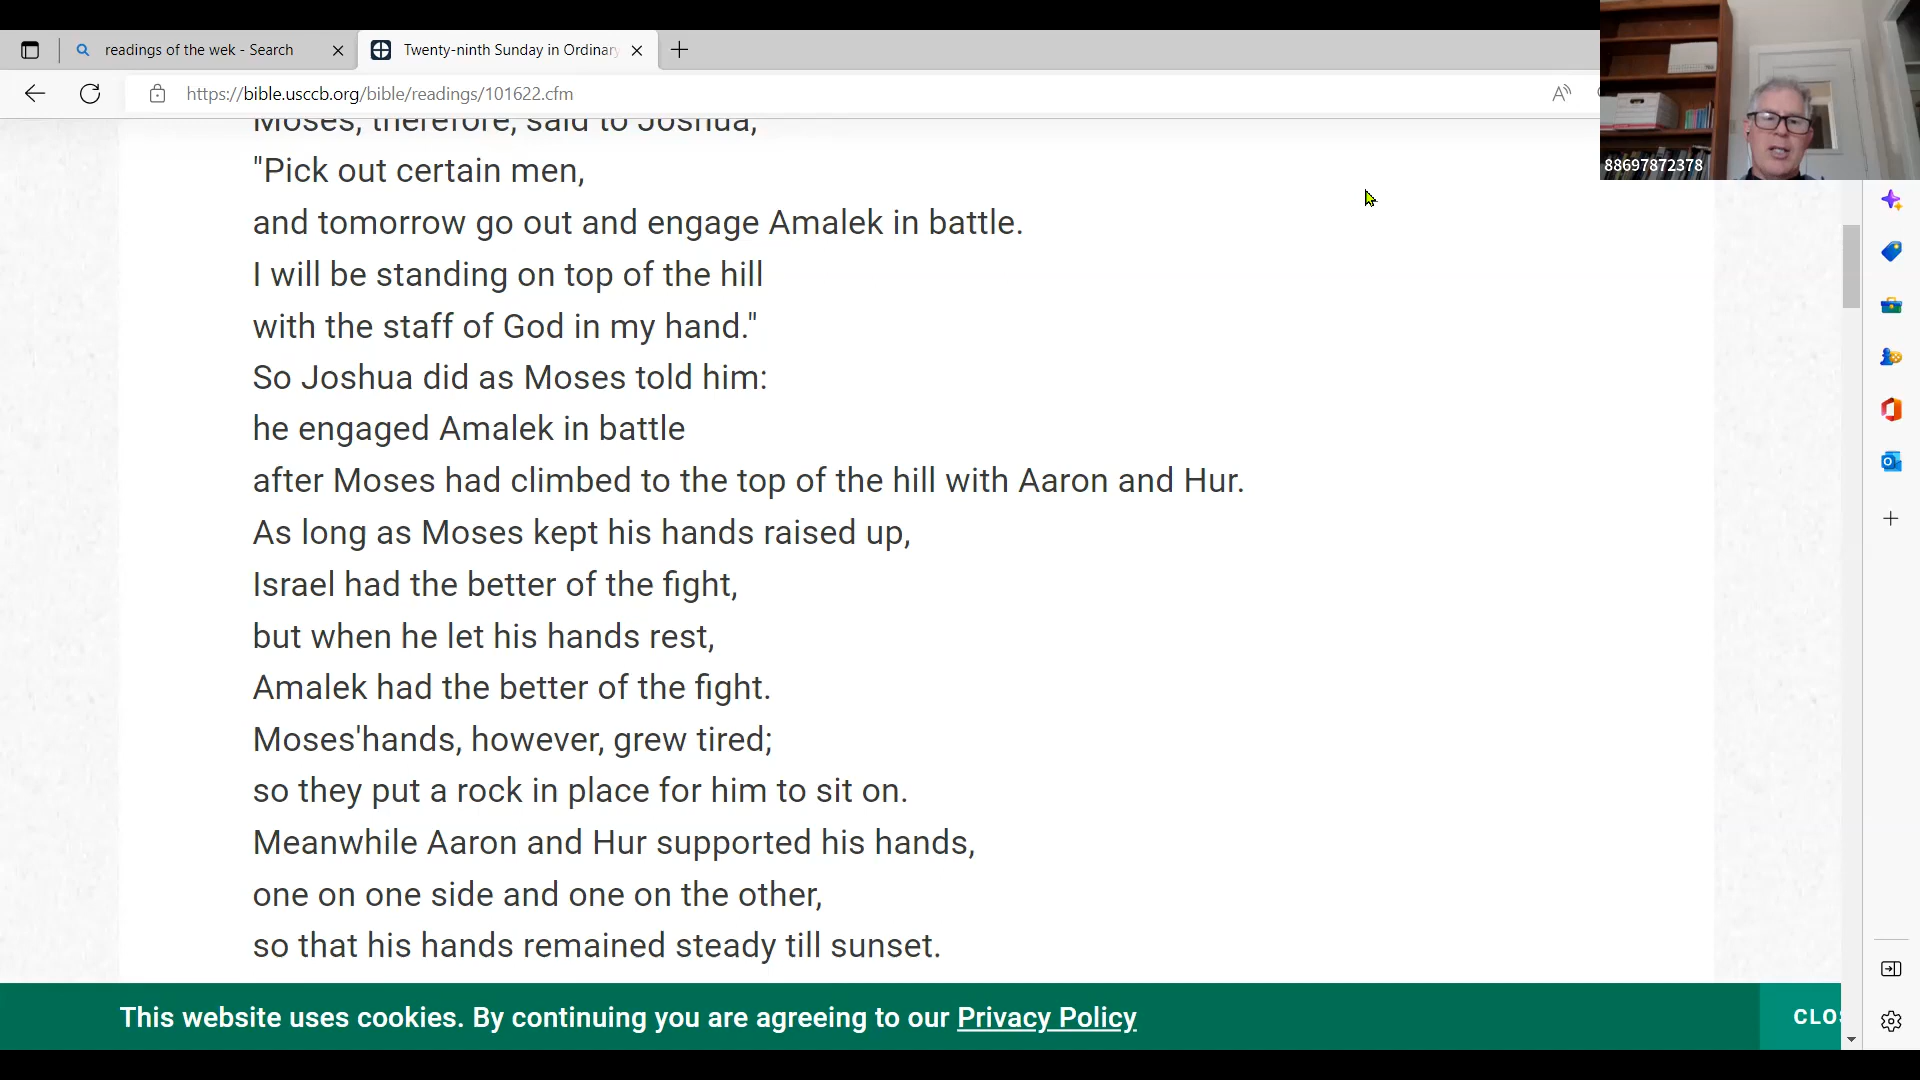 readings of the wek - Search
Twenty-ninth Sunday in Ordinar
https://bible.usccb.org/bible/readings/101622.cfm
88697872378
Moses, therefore, said to Joshua,
"Pick out certain men,
and tomorrow go out and engage Amalek in battle.
I will be standing on top of the hill
with the staff of God in my hand."
So Joshua did as Moses told him:
he engaged Amalek in battle
after Moses had climbed to the top of the hill with Aaron and Hur.
As long as Moses kept his hands raised up,
Israel had the better of the fight,
but when he let his hands rest,
Amalek had the better of the fight.
Moses'hands, however, grew tired;
so they put a rock in place for him to sit on.
Meanwhile Aaron and Hur supported his hands,
one on one side and one on the other,
so that his hands remained steady till sunset.
This website uses cookies. By continuing you are agreeing to our Privacy Policy
CLOS